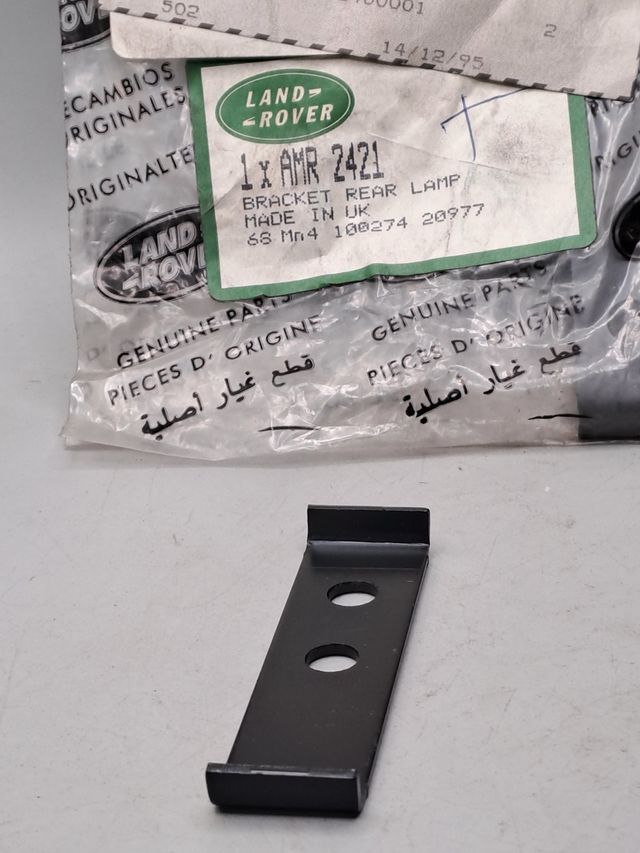 502
2
14/12/95
RECAMBIOS
ORIGINALES
ORIGINALTE
LAND
ROVER
1 x AMR 2421
BRACKET REAR LAMP
MADE IN UK
68 Mn4 100274 20977
LAND
ROVER
GENUINE PARTS
PIECES D' ORIGINE
قطع غيار أصلية
GENUINE PARTS
PIECES D' ORIGINE
قطع غيار أصلية